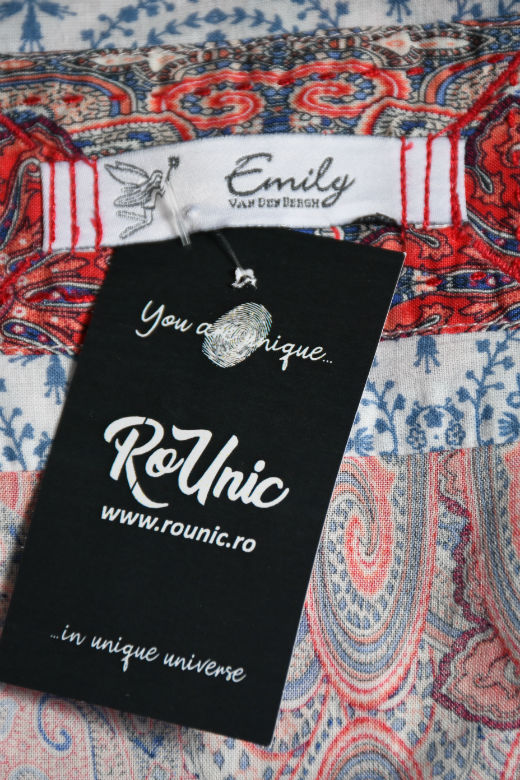 Emily
VAN DEN BERGH
You are unique...
RoUnic
www.rounic.ro
...in unique universe